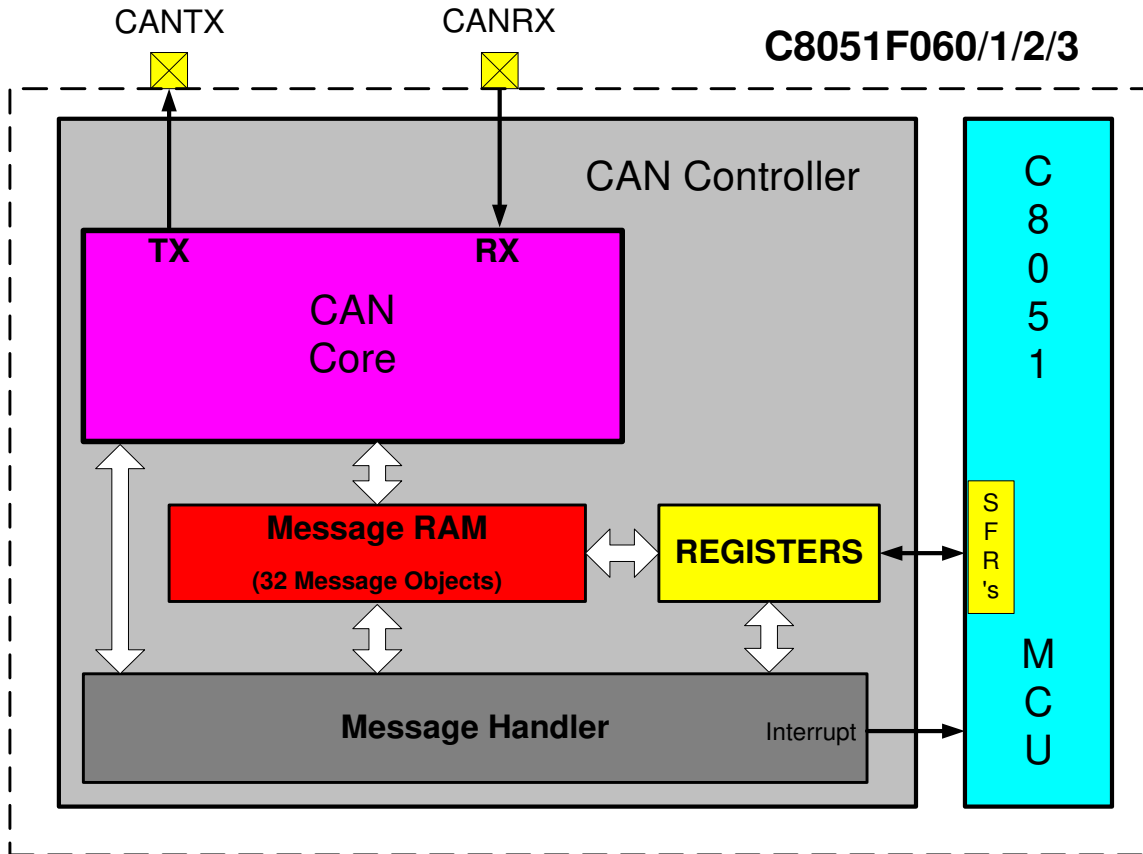 CANTX
CANRX
C8051F060/1/2/3
CAN Controller
TX
RX
CAN
Core
Message RAM
(32 Message Objects)
REGISTERS
Message Handler
Interrupt
C
8
0
5
1
S
F
R
's
M
C
U